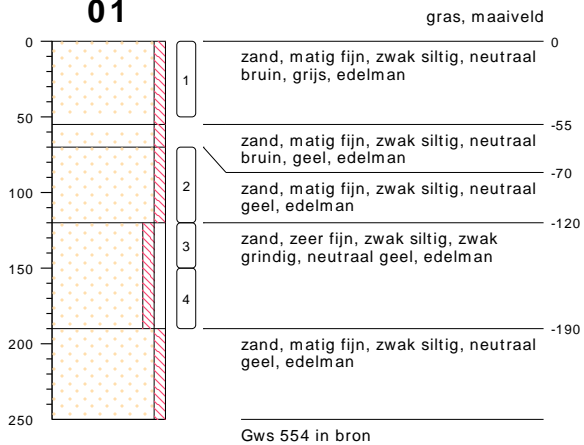 01
gras, maaiveld
0
0
zand, matig fijn, zwak siltig, neutraal
bruin, grijs, edelman
1
50
-55
zand, matig fijn, zwak siltig, neutraal
bruin, geel, edelman
-70
2
zand, matig fijn, zwak siltig, neutraal
geel, edelman
100
-120
3
zand, zeer fijn, zwak siltig, zwak
grindig, neutraal geel, edelman
150
4
-190
200
zand, matig fijn, zwak siltig, neutraal
geel, edelman
250
Gws 554 in bron